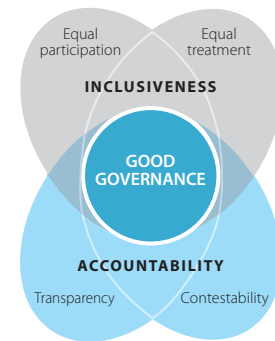 Equal
participation
Equal
treatment
INCLUSIVENESS
GOOD
GOVERNANCE
ACCOUNTABILITY
Transparency
Contestability